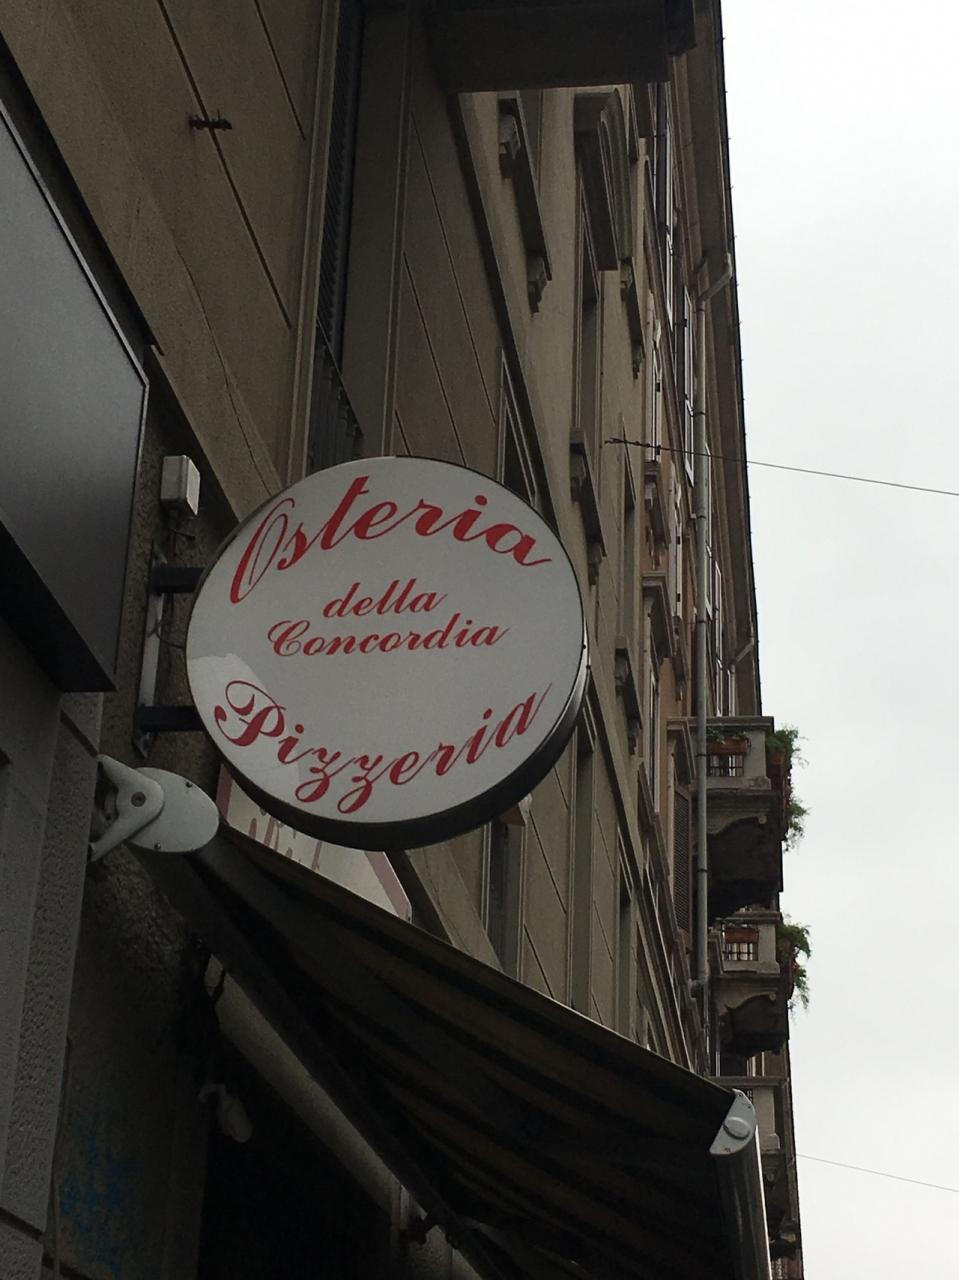 Osteria
della
Concordia
Pizzeria